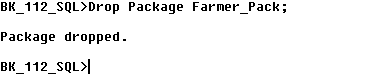 BK_112_SQL>Drop Package Farmer_Pack;
Package dropped.
BK_112_SQL>